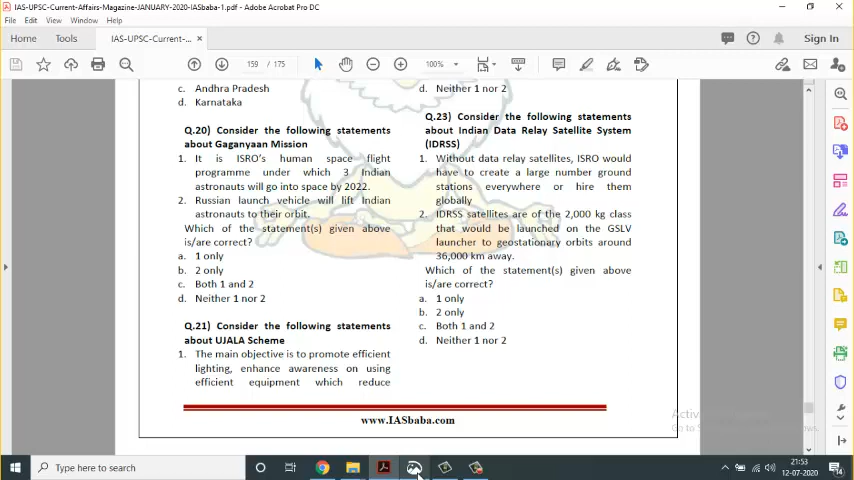 IAS-UPSC-Current-Affairs-Magazine-JANUARY-2020-IASbaba-1.pdf - Adobe Acrobat Pro DC
File Edit View Window Help
Home Tools IAS-UPSC-Current-... × Sign In
159 / 175 100%
c. Andhra Pradesh
d. Karnataka
Q.20) Consider the following statements
about Gaganyaan Mission
1. It is ISRO's human space flight
programme under which 3 Indian
astronauts will go into space by 2022.
2. Russian launch vehicle will lift Indian
astronauts to their orbit.
Which of the statement(s) given above
is/are correct?
a. 1 only
b. 2 only
c. Both 1 and 2
d. Neither 1 nor 2
Q.21) Consider the following statements
about UJALA Scheme
1. The main objective is to promote efficient
lighting, enhance awareness on using
efficient equipment which reduce
d. Neither 1 nor 2
Q.23) Consider the following statements
about Indian Data Relay Satellite System
(IDRSS)
1. Without data relay satellites, ISRO would
have to create a large number ground
stations everywhere or hire them
globally
2. IDRSS satellites are of the 2,000 kg class
that would be launched on the GSLV
launcher to geostationary orbits around
36,000 km away.
Which of the statement(s) given above
is/are correct?
a. 1 only
b. 2 only
c. Both 1 and 2
d. Neither 1 nor 2
www.IASbaba.com
Type here to search
21:53
12-07-2020